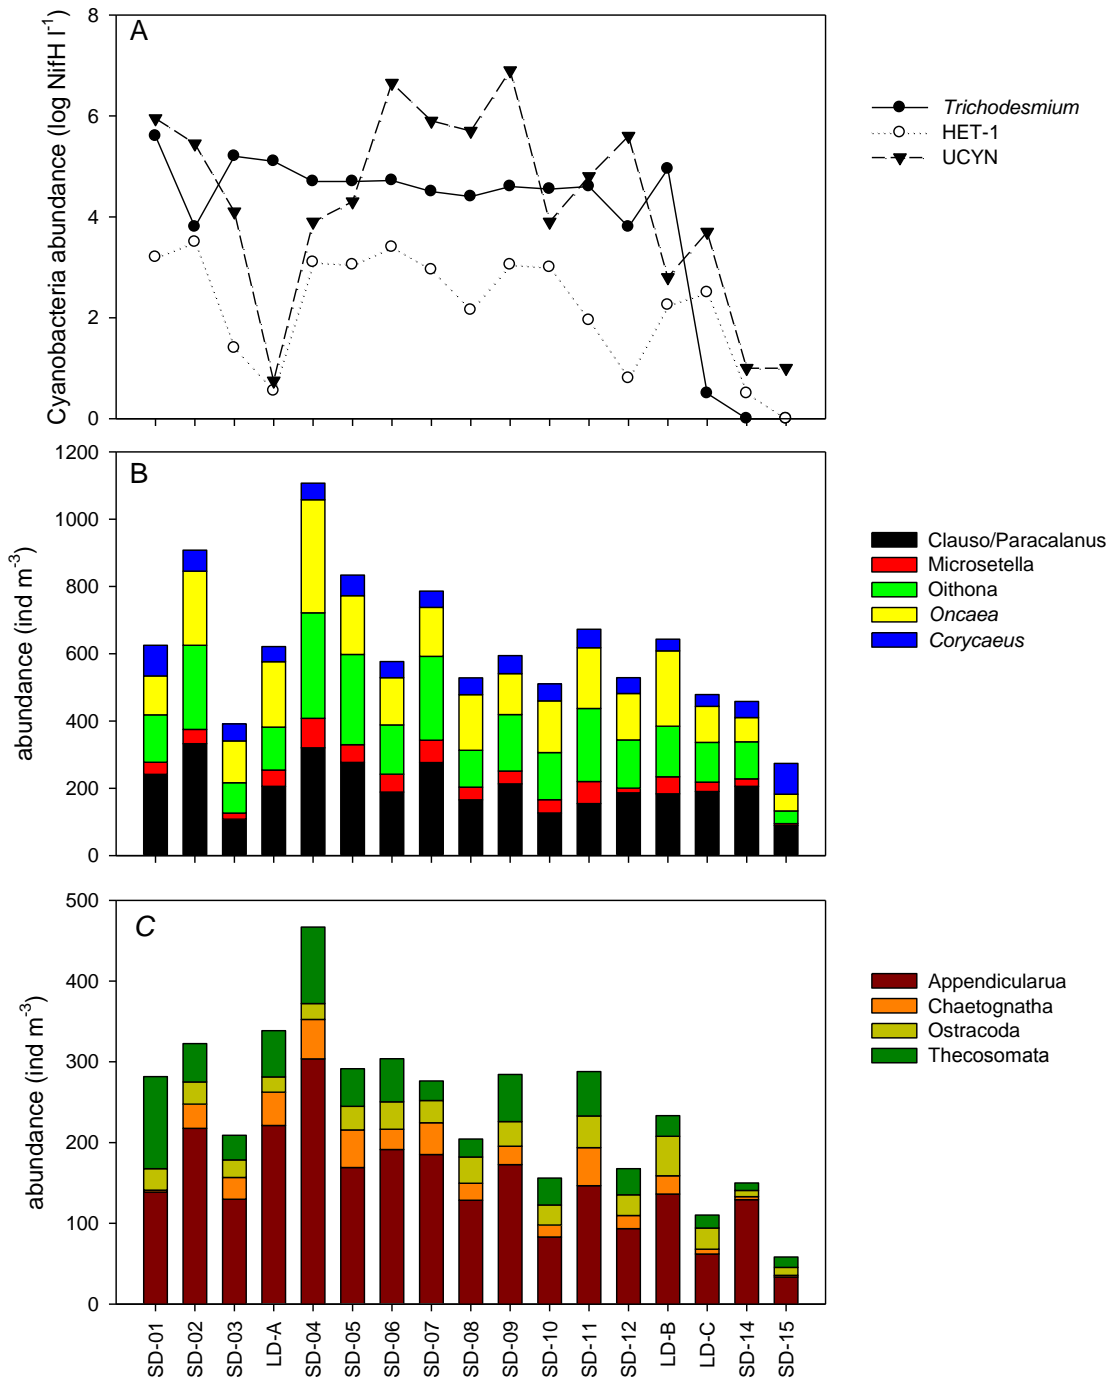 A
8
6
4
2
0
Cyanobacteria abundance (log NifH l⁻¹)
Trichodesmium
HET-1
UCYN
B
1200
1000
800
600
400
200
0
abundance (ind m⁻³)
Clauso/Paracalanus
Microsetella
Oithona
Oncaea
Corycaeus
C
500
400
300
200
100
0
abundance (ind m⁻³)
Appendicularua
Chaetognatha
Ostracoda
Thecosomata
SD-01
SD-02
SD-03
LD-A
SD-04
SD-05
SD-06
SD-07
SD-08
SD-09
SD-10
SD-11
SD-12
LD-B
LD-C
SD-14
SD-15